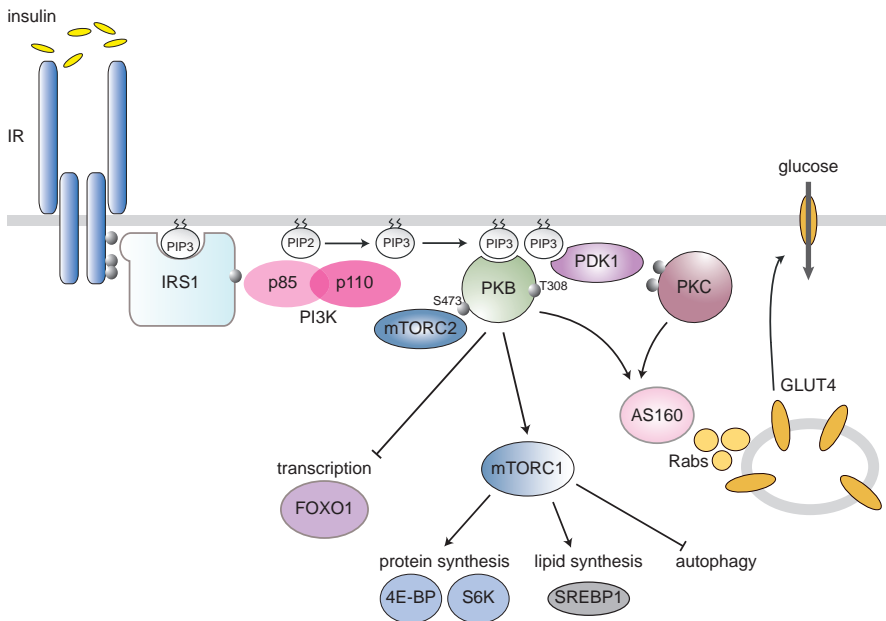 insulin
IR
glucose
PIP3
PIP2
PIP3
PIP3
PIP3
IRS1
p85
p110
PI3K
PKB
T308
S473
mTORC2
PDK1
PKC
GLUT4
AS160
Rabs
transcription
FOXO1
mTORC1
protein synthesis
lipid synthesis
autophagy
4E-BP
S6K
SREBP1